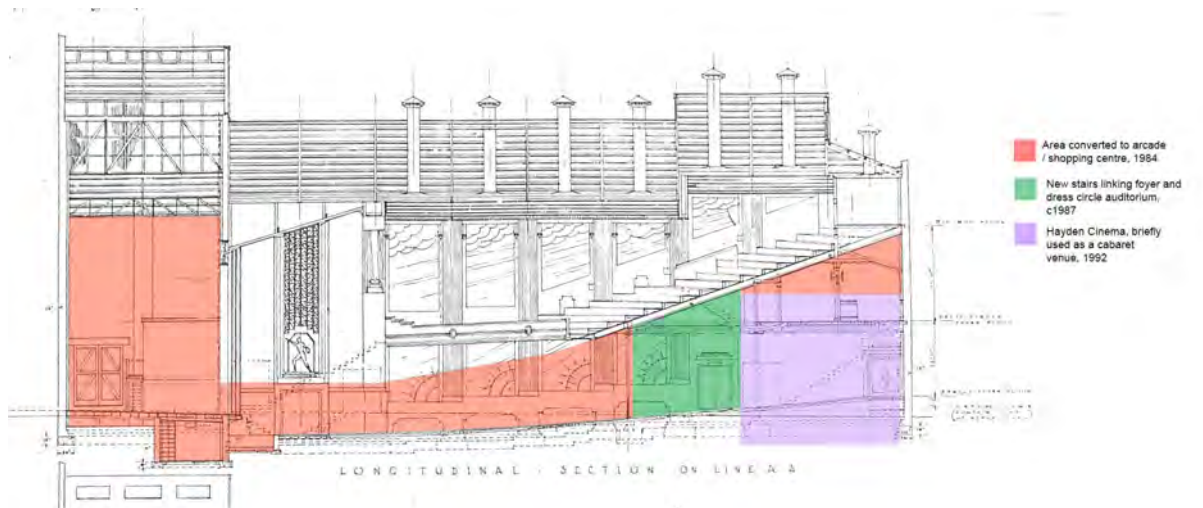 Area converted to arcade
/ shopping centre, 1984
New stairs linking foyer and
dress circle auditorium,
c1987
Hayden Cinema, briefly
used as a cabaret
venue, 1992
LONGITUDINAL . SECTION ON LINE A A